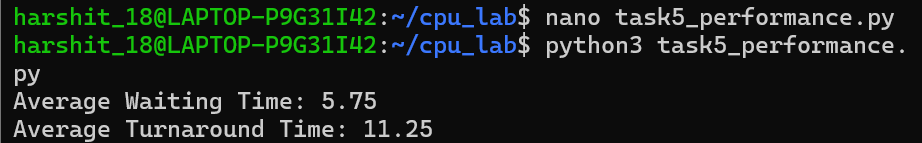 harshit_18@LAPTOP-P9G31I42:~/cpu_lab$ nano task5_performance.py
harshit_18@LAPTOP-P9G31I42:~/cpu_lab$ python3 task5_performance.
py
Average Waiting Time: 5.75
Average Turnaround Time: 11.25